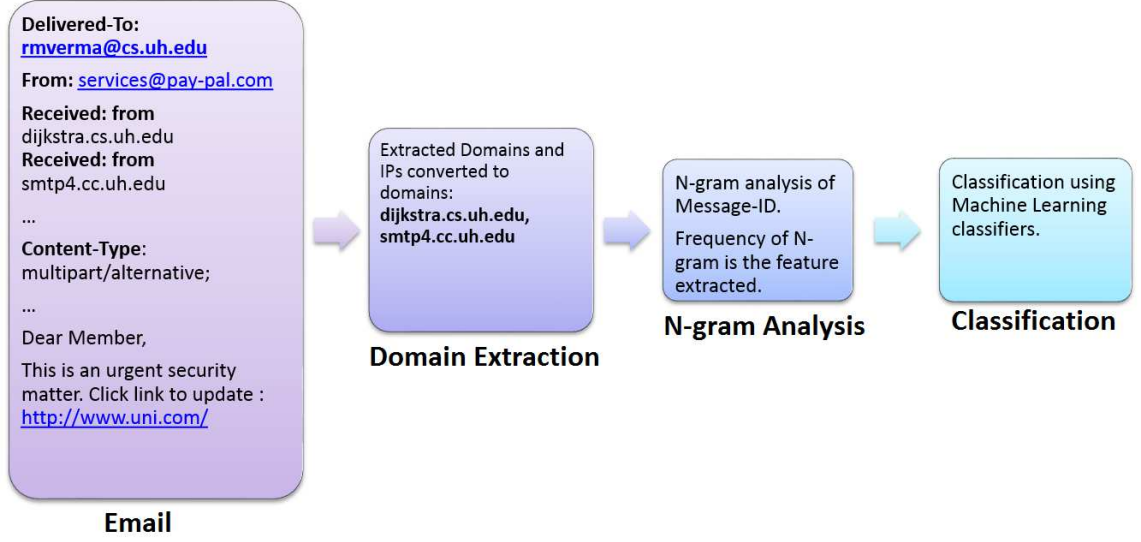 Delivered-To:
rmverma@cs.uh.edu
From: services@pay-pal.com
Received: from
dijkstra.cs.uh.edu
Received: from
smtp4.cc.uh.edu
...
Content-Type:
multipart/alternative;
...
Dear Member,
This is an urgent security
matter. Click link to update :
http://www.uni.com/
Email
Extracted Domains and
IPs converted to
domains:
dijkstra.cs.uh.edu,
smtp4.cc.uh.edu
Domain Extraction
N-gram analysis of
Message-ID.
Frequency of N-
gram is the feature
extracted.
N-gram Analysis
Classification using
Machine Learning
classifiers.
Classification